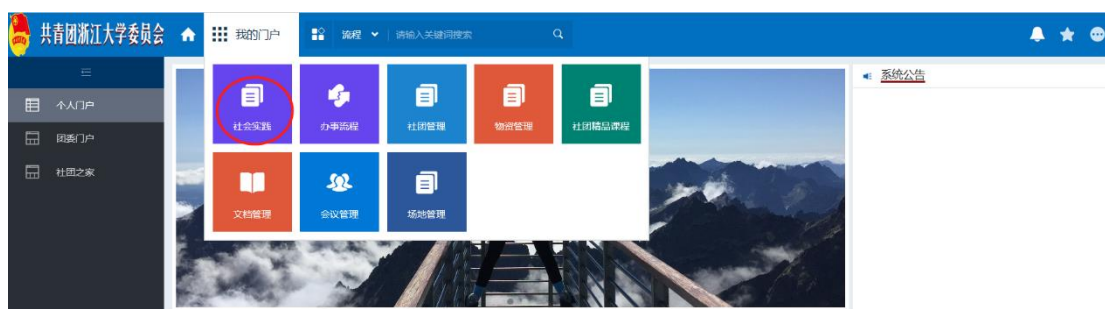 共青团浙江大学委员会
我的门户
流程
请输入关键词搜索
个人门户
团委门户
社团之家
社会实践
办事流程
社团管理
物资管理
社团精品课程
文档管理
会议管理
场地管理
系统公告